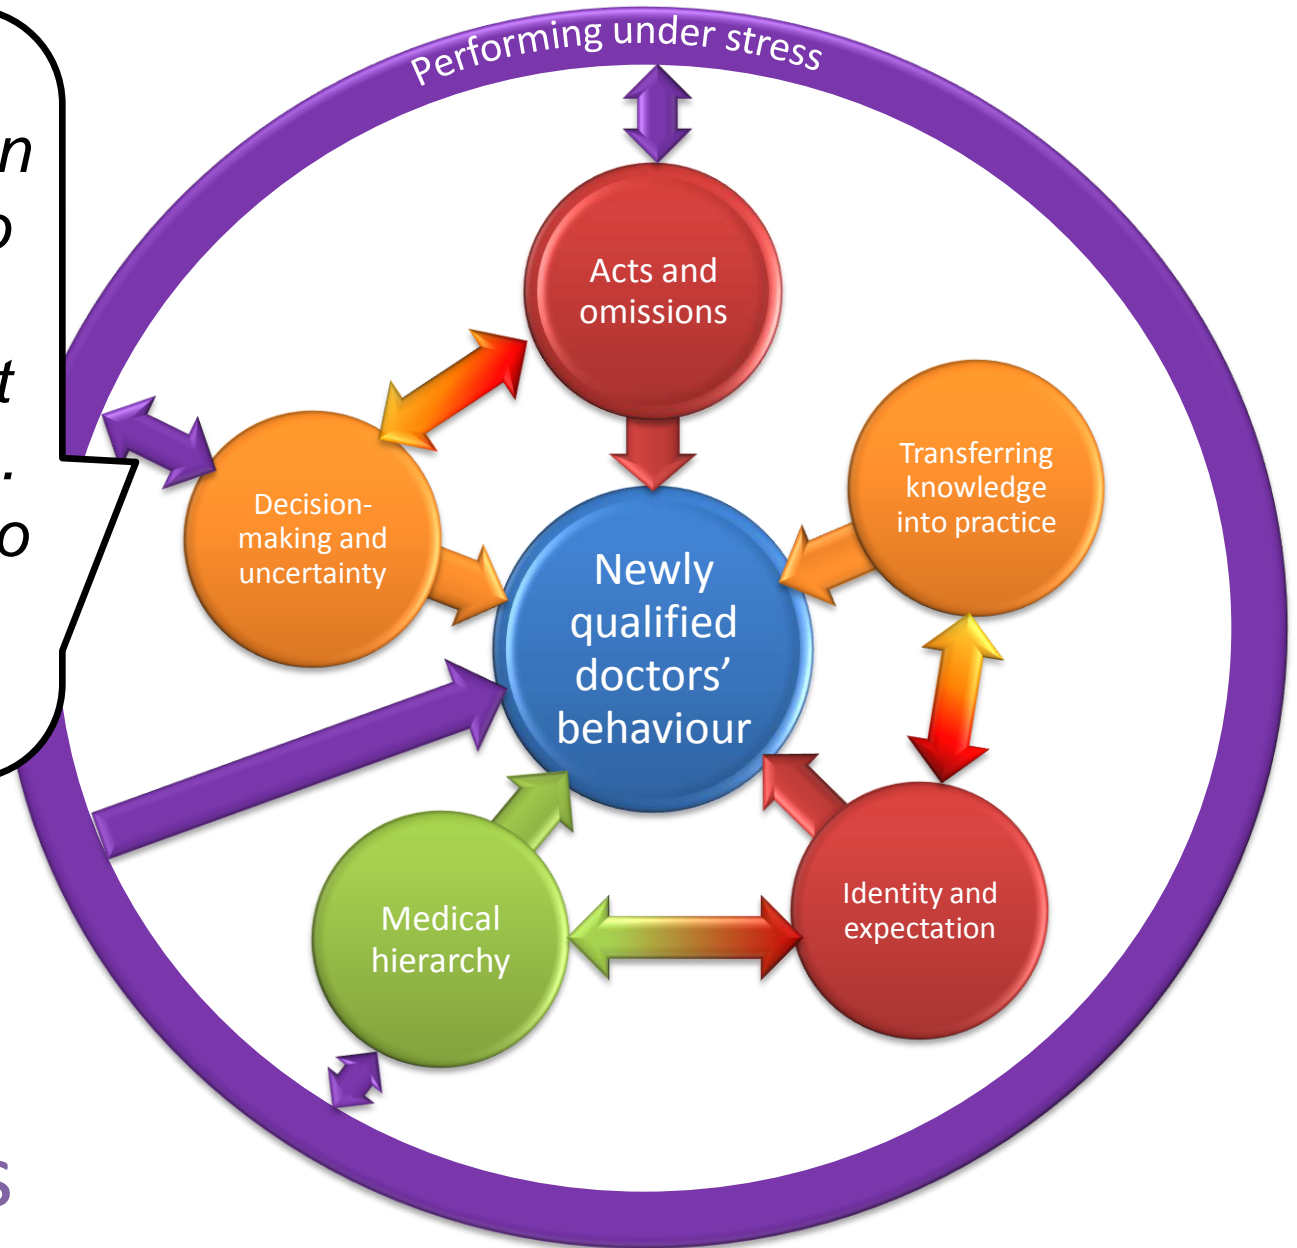 Performing under stress
n
o
t
.
o
Acts and
omissions
Transferring
knowledge
into practice
Decision-
making and
uncertainty
Newly
qualified
doctors’
behaviour
Identity and
expectation
Medical
hierarchy
s